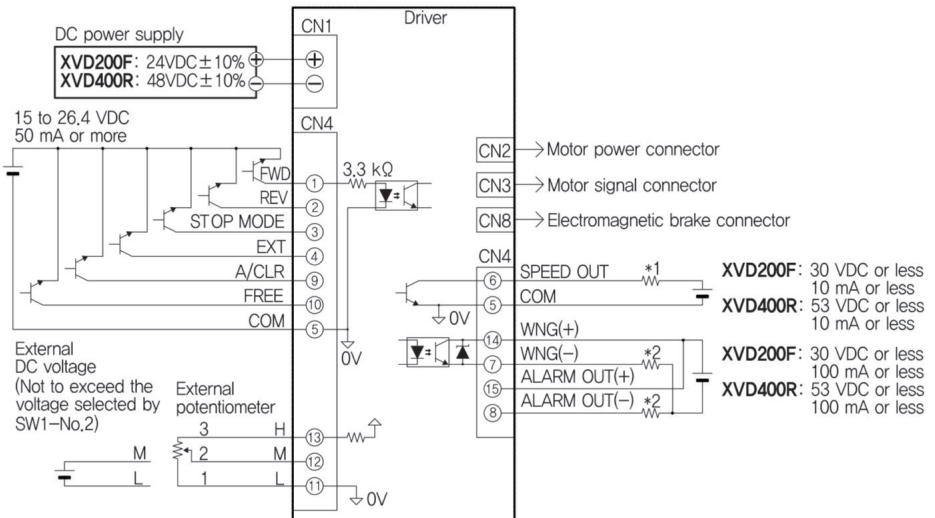 Driver
CN1
DC power supply
XVD200F: 24VDC±10% ⊕ ⊕
XVD400R: 48VDC±10% ⊖ ⊖
15 to 26.4 VDC
50 mA or more
CN4
FWD ① 3.3 kΩ
REV ②
STOP MODE ③
EXT ④
A/CLR ⑨
FREE ⑩
COM ⑤
0V
External
DC voltage
(Not to exceed the
voltage selected by
SW1-No.2)
M
L
External
potentiometer
3 H ⑬
2 M ⑫
1 L ⑪
0V
CN2 Motor power connector
CN3 Motor signal connector
CN8 Electromagnetic brake connector
CN4
⑥ SPEED OUT *1
⑤ COM
0V
⑭ WNG(+)
⑦ WNG(-) *2
⑮ ALARM OUT(+)
⑧ ALARM OUT(-) *2
XVD200F: 30 VDC or less
10 mA or less
XVD400R: 53 VDC or less
10 mA or less
XVD200F: 30 VDC or less
100 mA or less
XVD400R: 53 VDC or less
100 mA or less